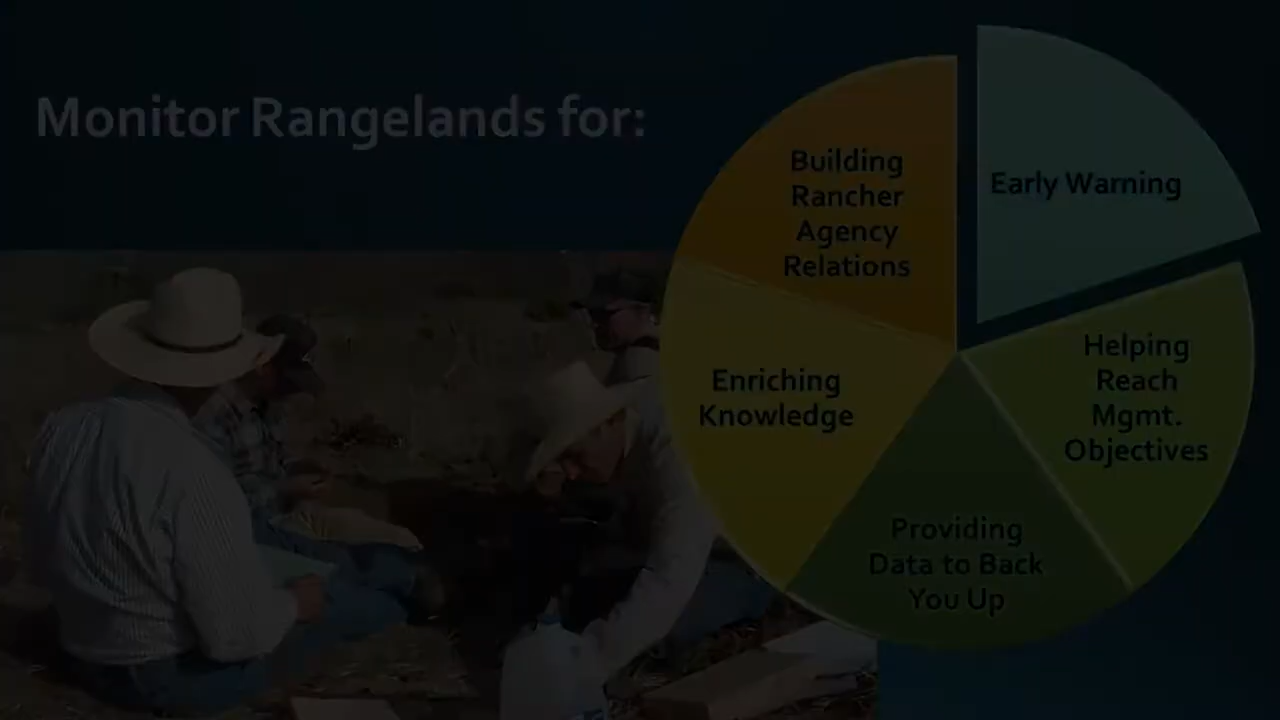 Monitor Rangelands for:
Building
Rancher
Agency
Relations
Early Warning
Helping
Reach
Mgmt.
Objectives
Enriching
Knowledge
Providing
Data to Back
You Up